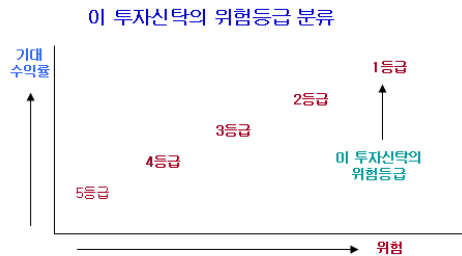 이 투자신탁의 위험등급 분류
기대
수익률
1등급
2등급
3등급
4등급
5등급
이 투자신탁의
위험등급
위험